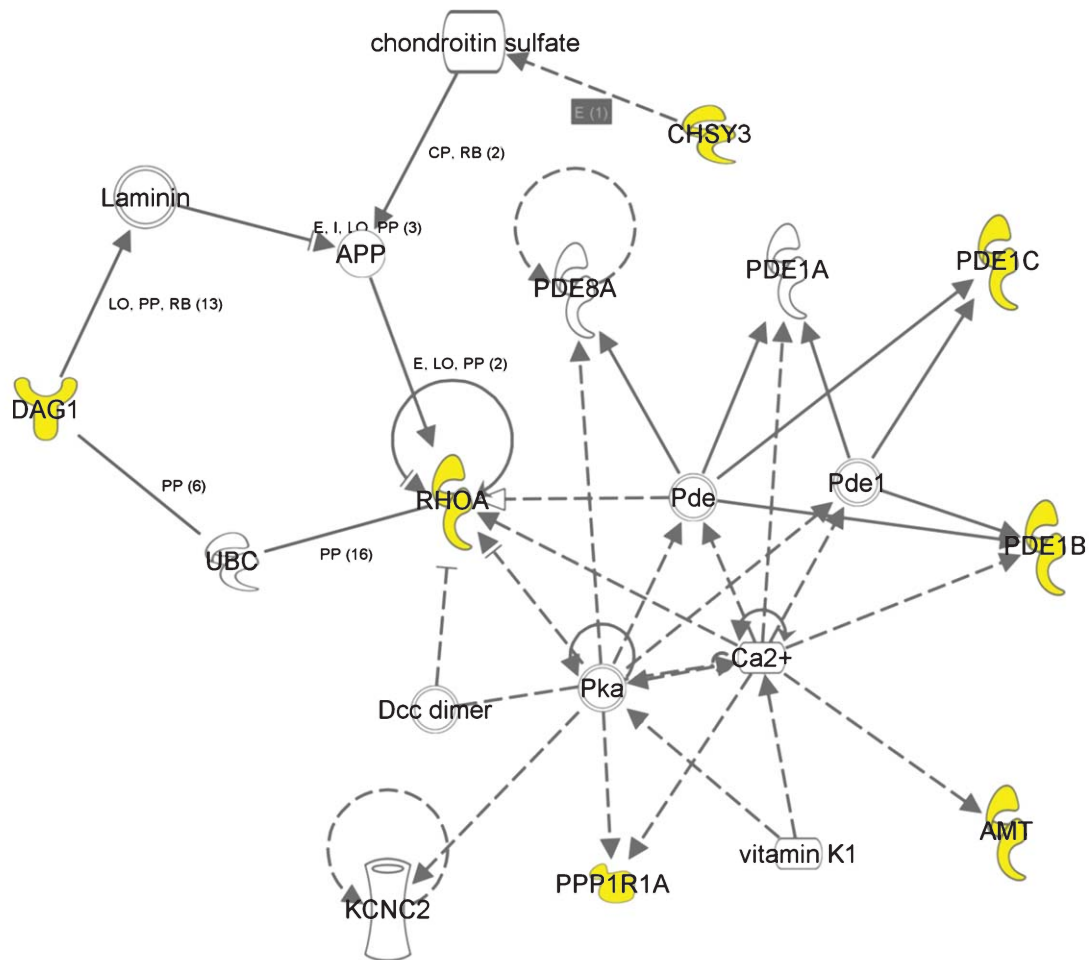 chondroitin sulfate
E (1)
CHSY3
CP, RB (2)
Laminin
E, I, LO, PP (3)
APP
PDE8A
PDE1A
PDE1C
LO, PP, RB (13)
E, LO, PP (2)
DAG1
PP (6)
RHOA
Pde
Pde1
UBC
PP (16)
PDE1B
Ca2+
Pka
Dcc dimer
AMT
vitamin K1
PPP1R1A
KCNC2